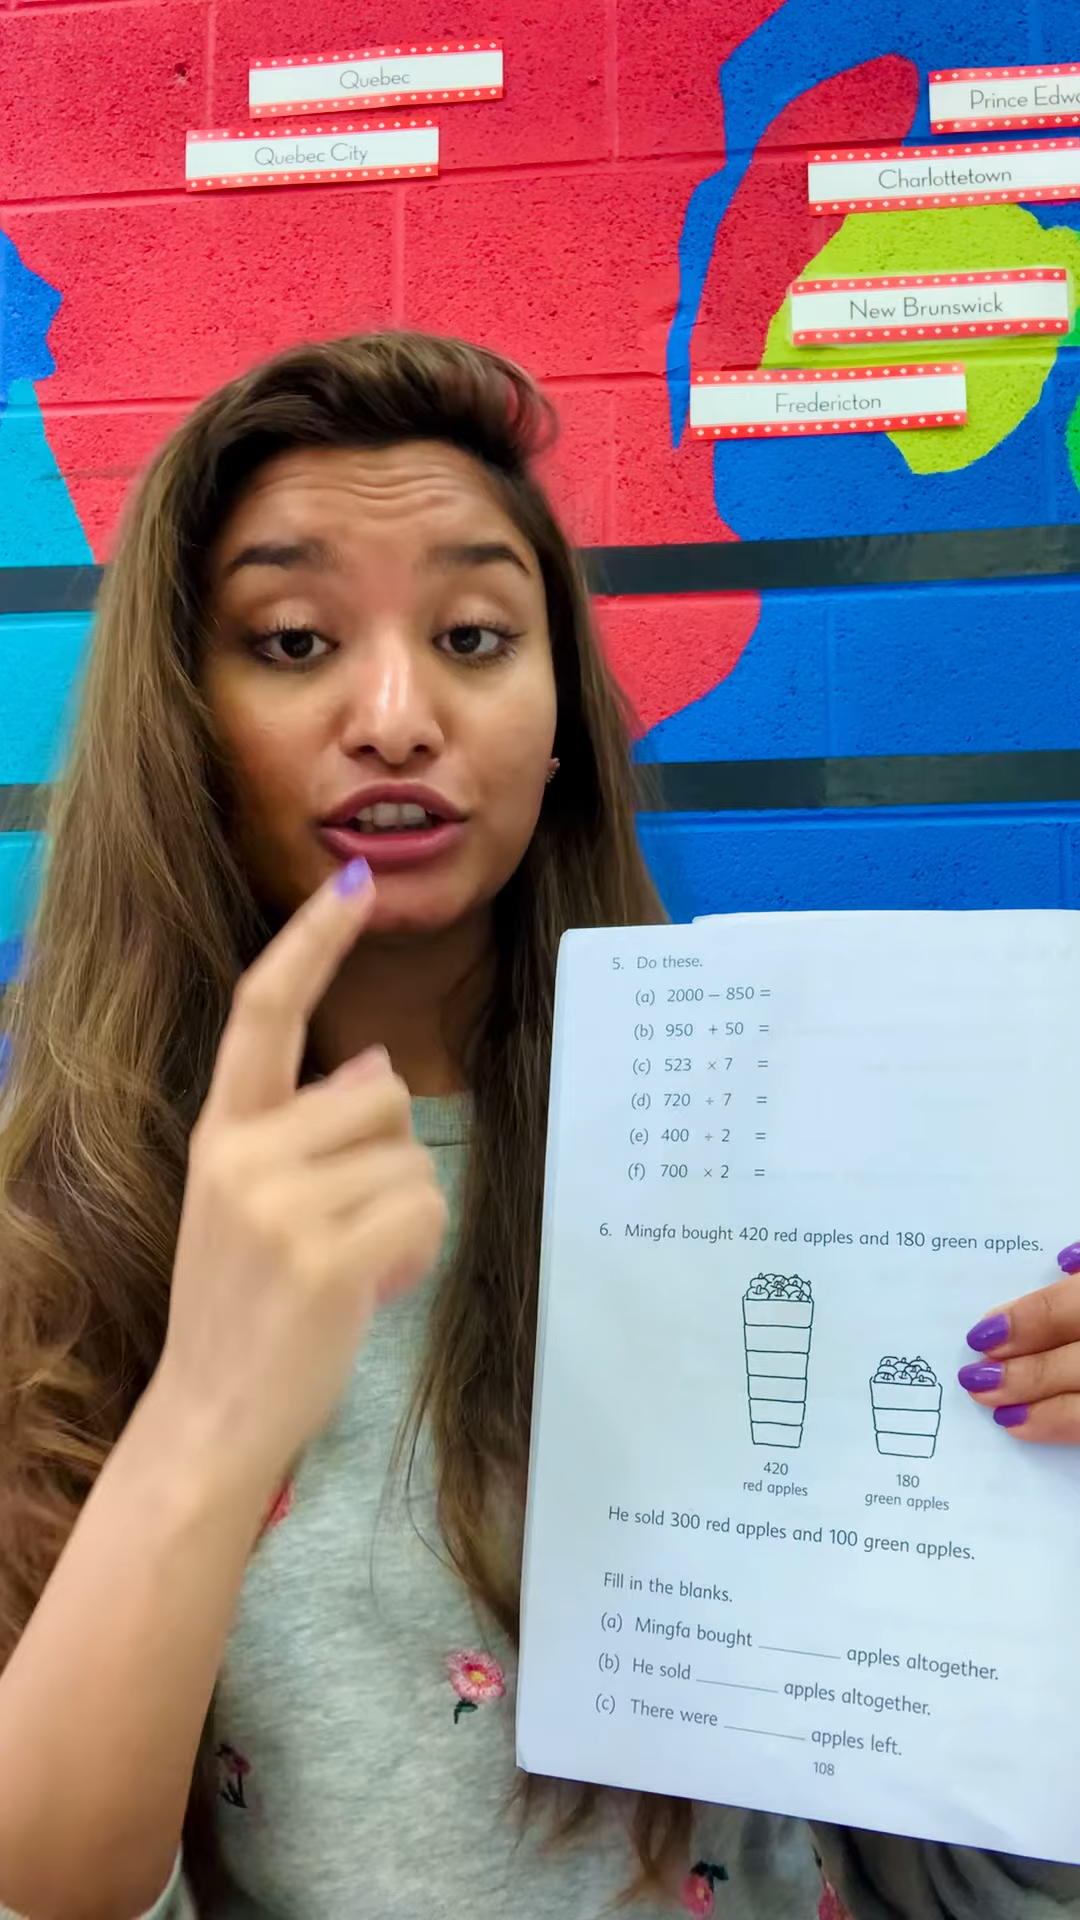 Quebec
Quebec City
Prince Edw
Charlottetown
New Brunswick
Fredericton
5. Do these.
(a) 2000 – 850 =
(b) 950 + 50 =
(c) 523 × 7 =
(d) 720 ÷ 7 =
(e) 400 ÷ 2 =
(f) 700 × 2 =
6. Mingfa bought 420 red apples and 180 green apples.
420
red apples
180
green apples
He sold 300 red apples and 100 green apples.
Fill in the blanks.
(a) Mingfa bought ________ apples altogether.
(b) He sold ________ apples altogether.
(c) There were ________ apples left.
108